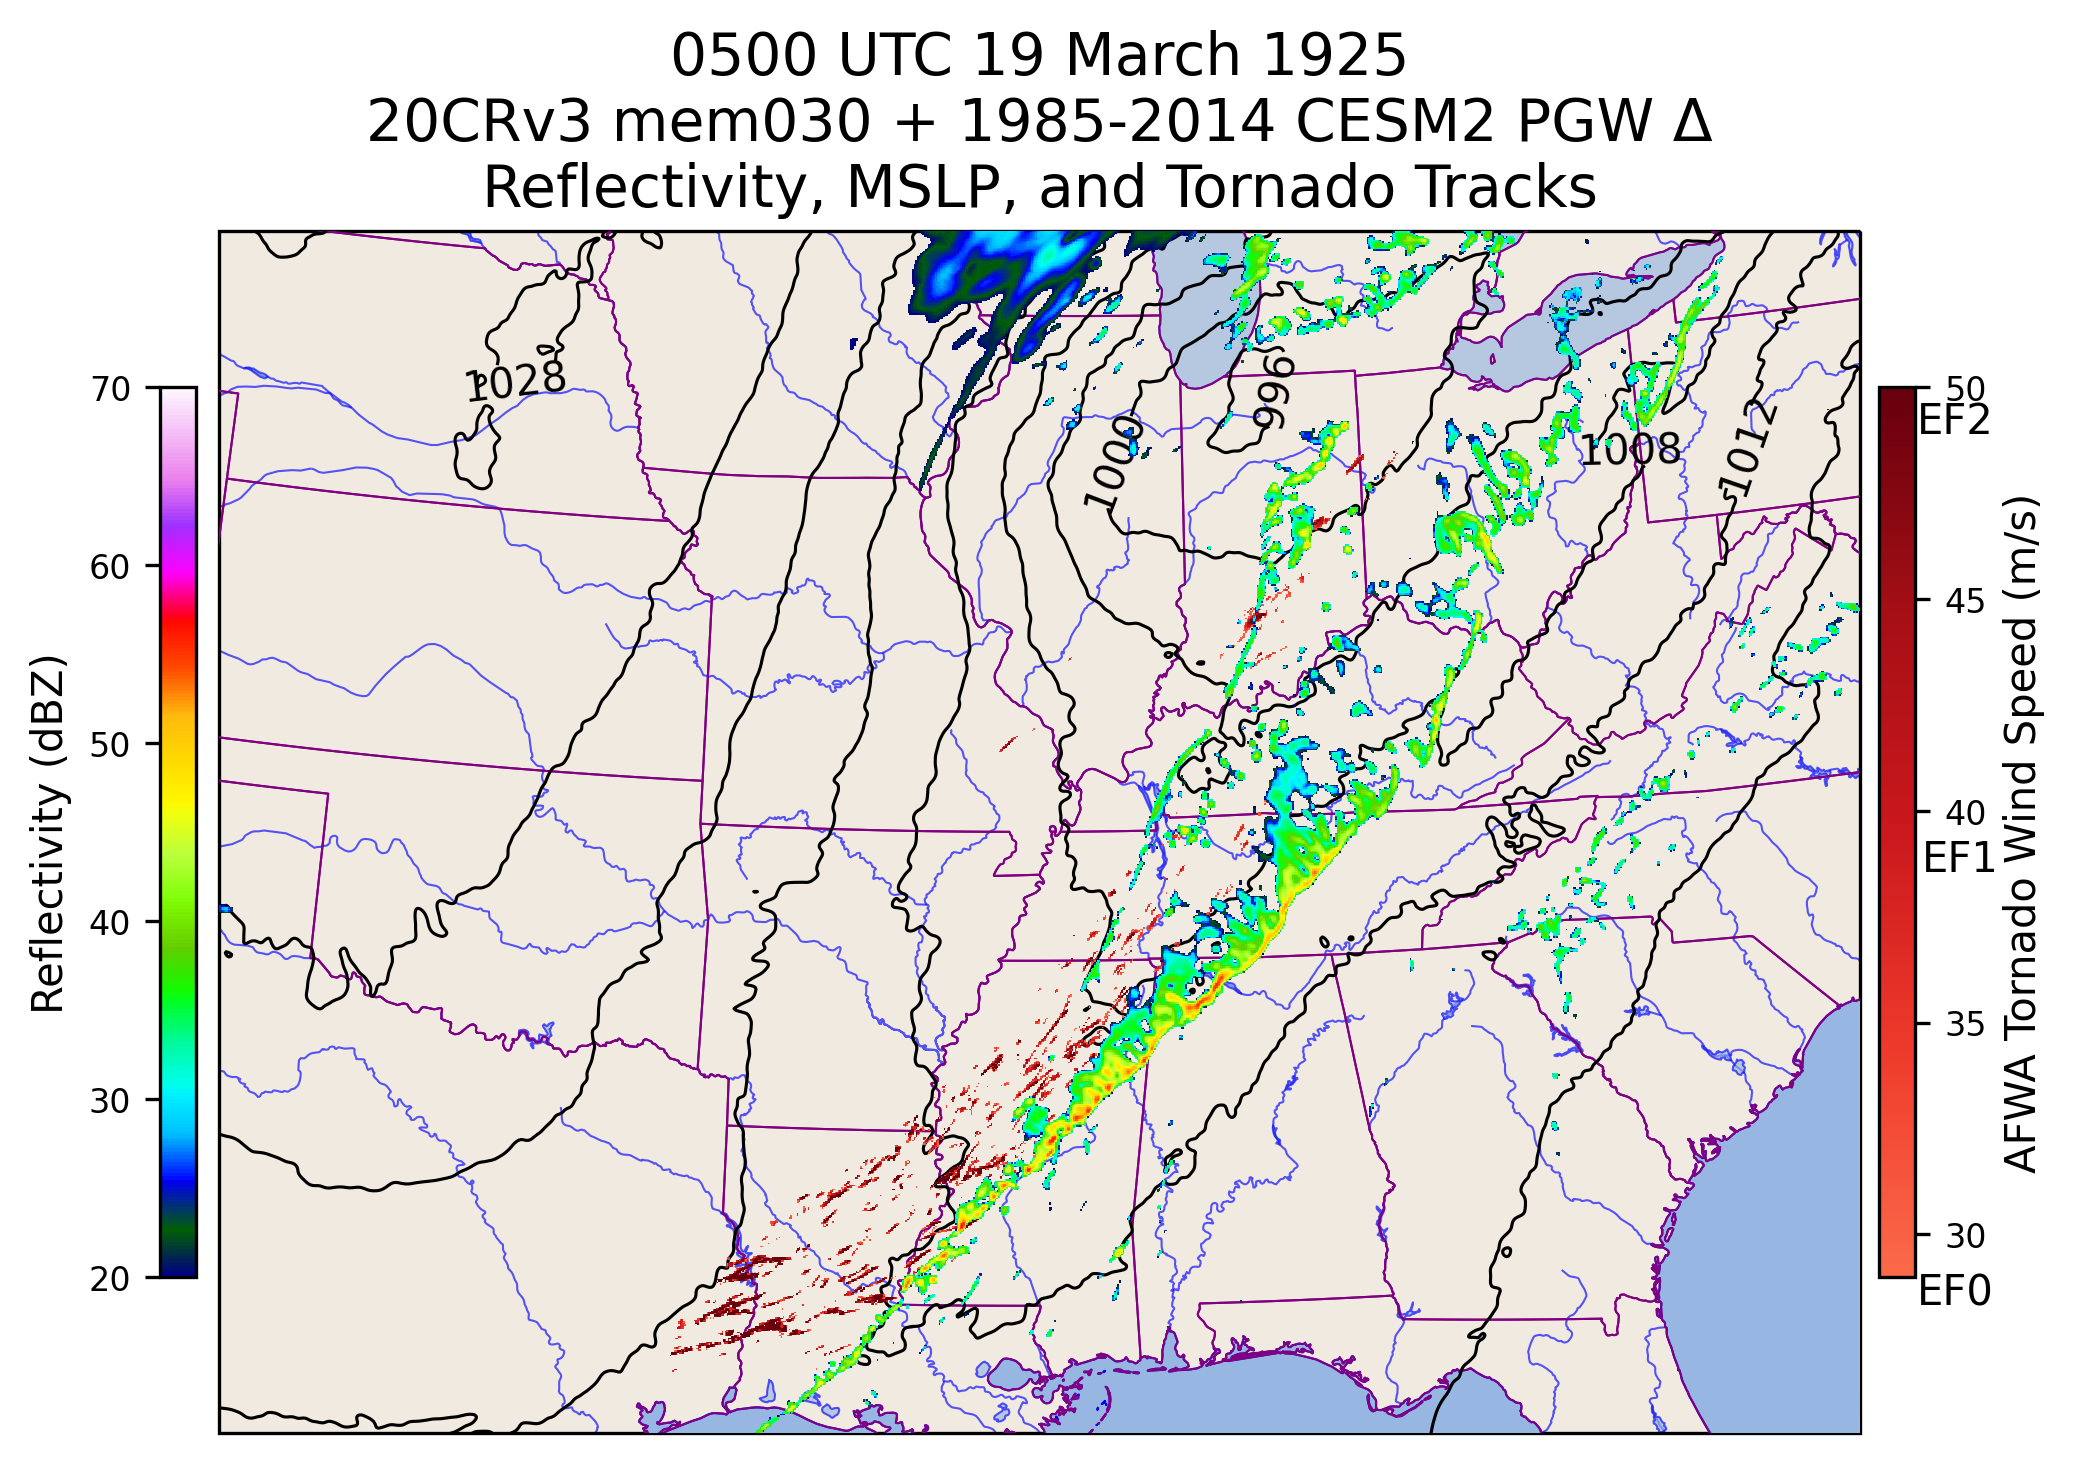 0500 UTC 19 March 1925
20CRv3 mem030 + 1985-2014 CESM2 PGW Δ
Reflectivity, MSLP, and Tornado Tracks
1028
996
1000
1008
1012
70
60
50
40
30
20
Reflectivity (dBZ)
50
EF2
45
40
EF1
35
30
EF0
AFWA Tornado Wind Speed (m/s)